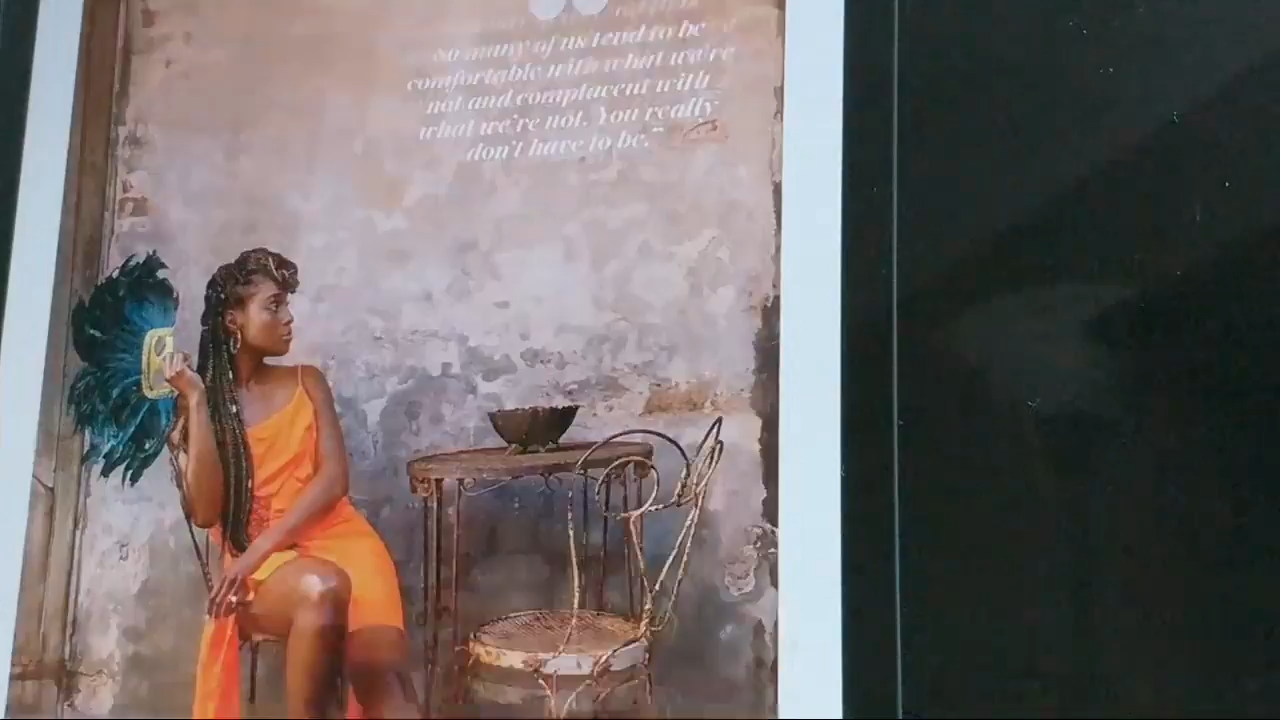 So many of us tend to be
comfortable with what we're
not and complacent with
what we're not. You really
don't have to be."